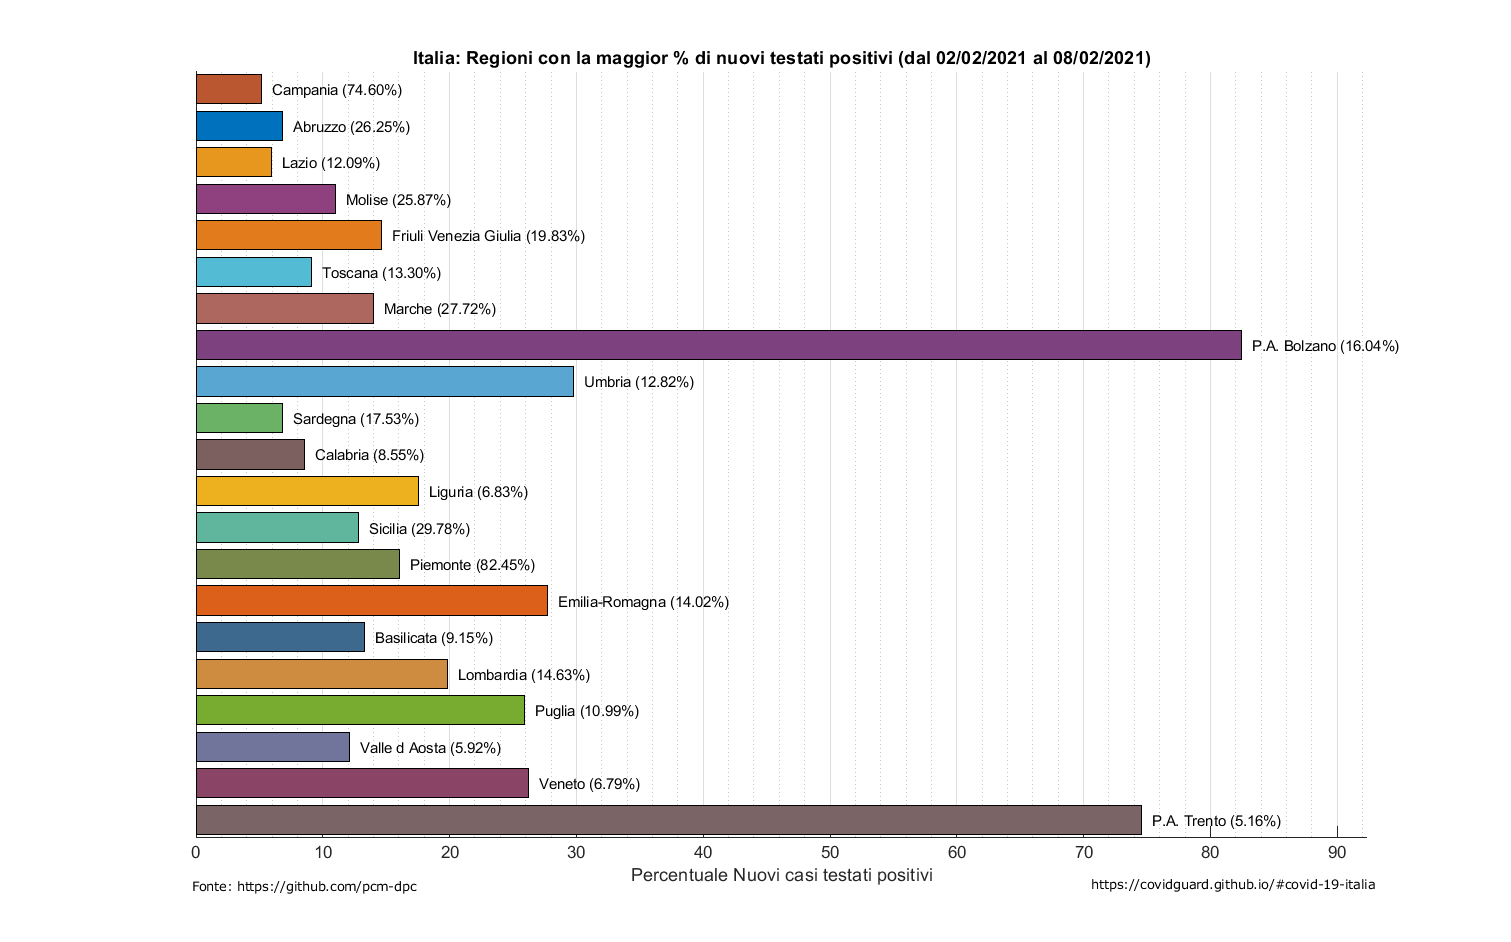 Italia: Regioni con la maggior % di nuovi testati positivi (dal 02/02/2021 al 08/02/2021)
Campania (74.60%)
Abruzzo (26.25%)
Lazio (12.09%)
Molise (25.87%)
Friuli Venezia Giulia (19.83%)
Toscana (13.30%)
Marche (27.72%)
P.A. Bolzano (16.04%)
Umbria (12.82%)
Sardegna (17.53%)
Calabria (8.55%)
Liguria (6.83%)
Sicilia (29.78%)
Piemonte (82.45%)
Emilia-Romagna (14.02%)
Basilicata (9.15%)
Lombardia (14.63%)
Puglia (10.99%)
Valle d Aosta (5.92%)
Veneto (6.79%)
P.A. Trento (5.16%)
0 10 20 30 40 50 60 70 80 90
Percentuale Nuovi casi testati positivi
Fonte: https://github.com/pcm-dpc
https://covidguard.github.io/#covid-19-italia